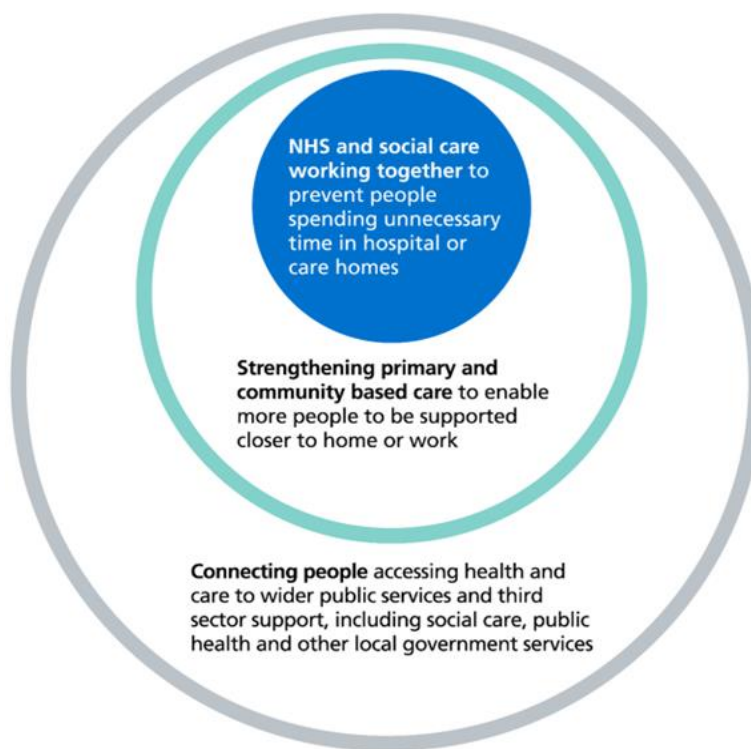 NHS and social care
working together to
prevent people
spending unnecessary
time in hospital or
care homes
Strengthening primary and
community based care to enable
more people to be supported
closer to home or work
Connecting people accessing health and
care to wider public services and third
sector support, including social care, public
health and other local government services